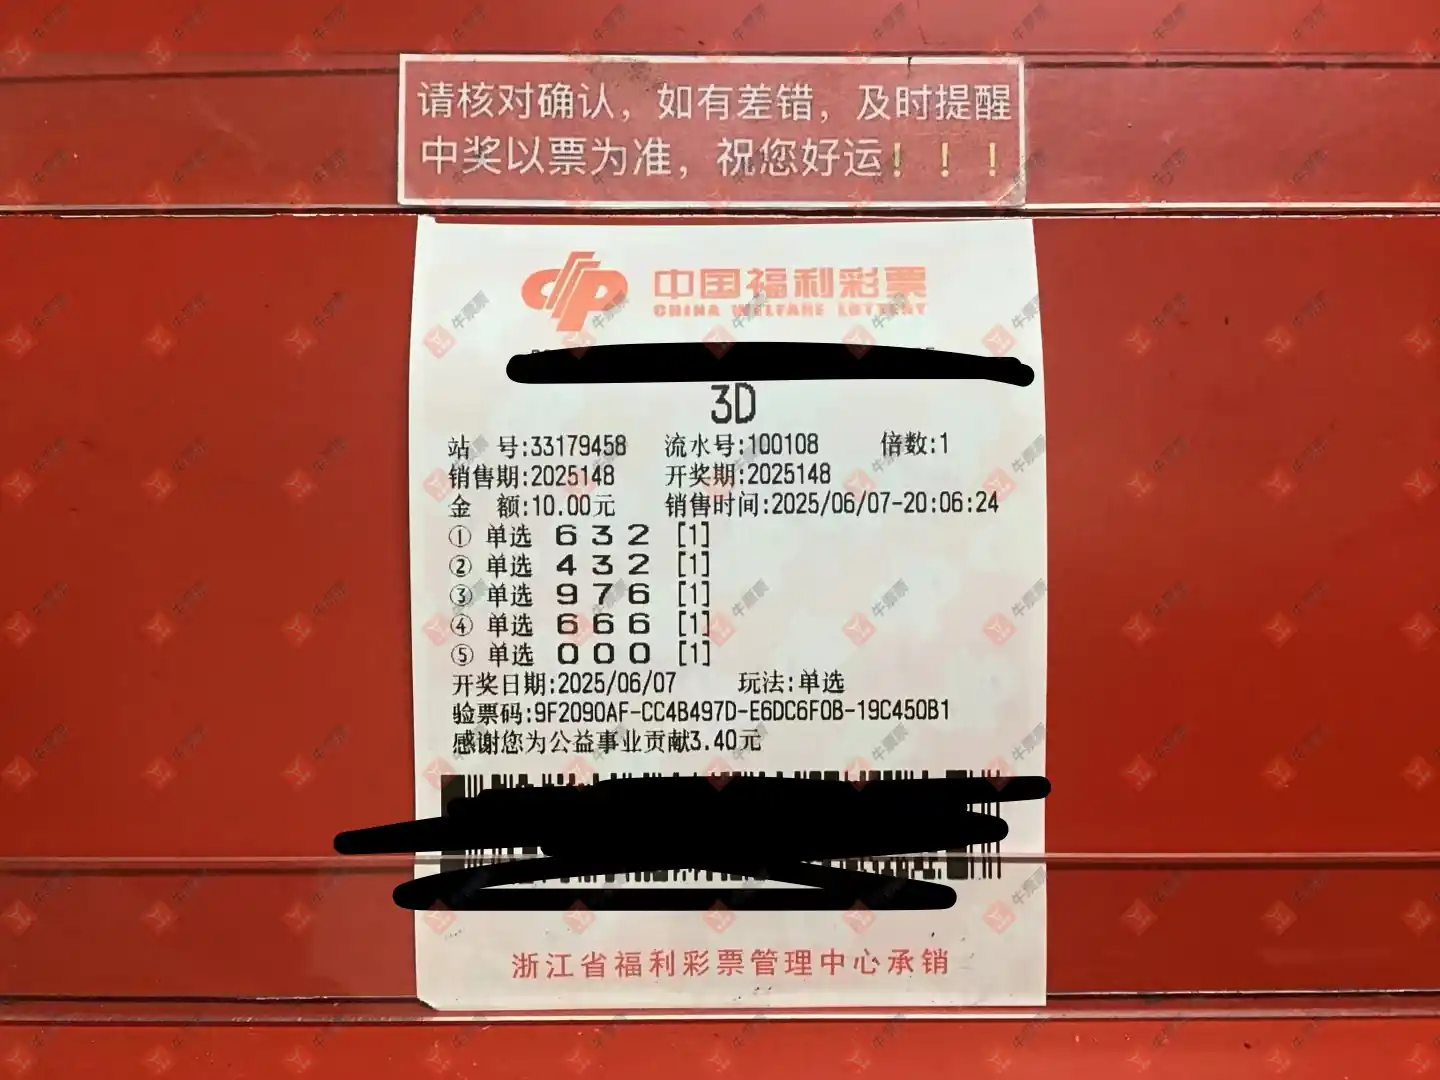 请核对确认，如有差错，及时提醒
中奖以票为准，祝您好运！！！
中国福利彩票
CHINA WELFARE LOTTERY
3D
站 号:33179458 流水号:100108 倍数:1
销售期:2025148 开奖期:2025148
金 额:10.00元 销售时间:2025/06/07-20:06:24
① 单选 6 3 2 [1]
② 单选 4 3 2 [1]
③ 单选 9 7 6 [1]
④ 单选 6 6 6 [1]
⑤ 单选 0 0 0 [1]
开奖日期:2025/06/07 玩法:单选
验票码:9F2090AF-CC4B497D-E6DC6F0B-19C450B1
感谢您为公益事业贡献3.40元
浙江省福利彩票管理中心承销
牛票票